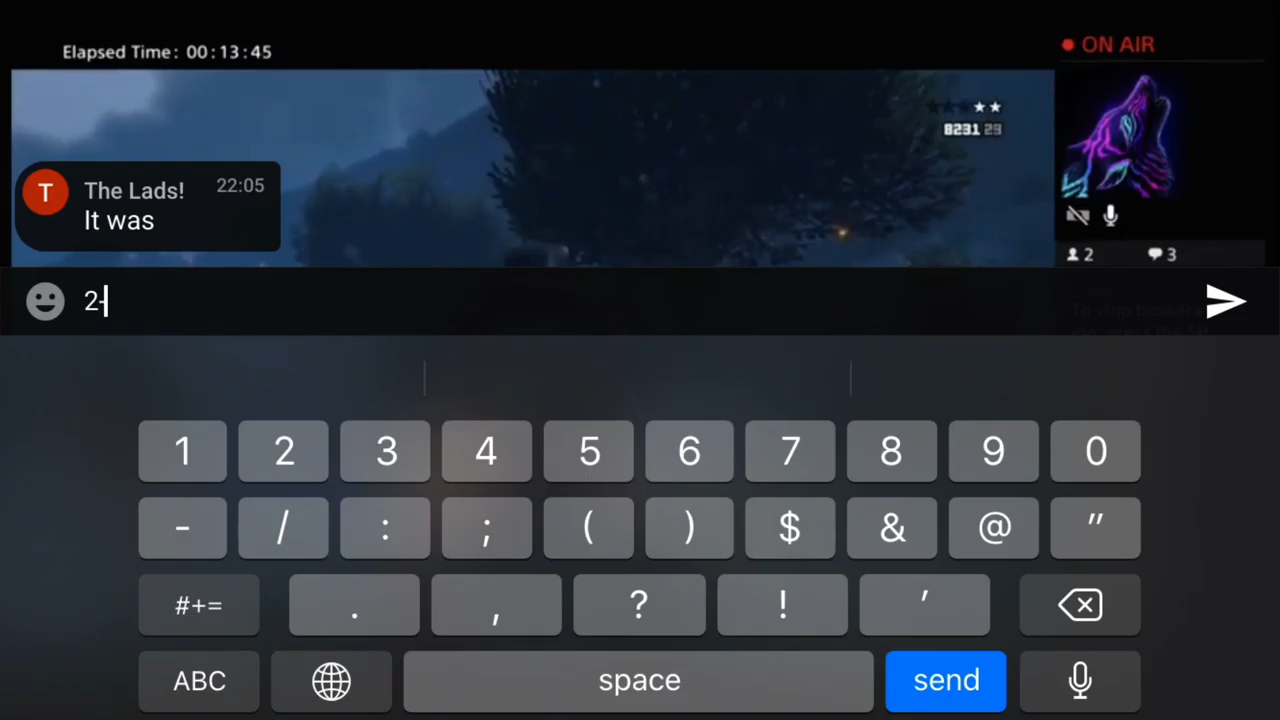 Elapsed Time: 00:13:45
ON AIR
8231 29
T
The Lads! 22:05
It was
2 3
2-
1 2 3 4 5 6 7 8 9 0
- / : ; ( ) $ & @ "
#+= . , ? ! '
ABC space send